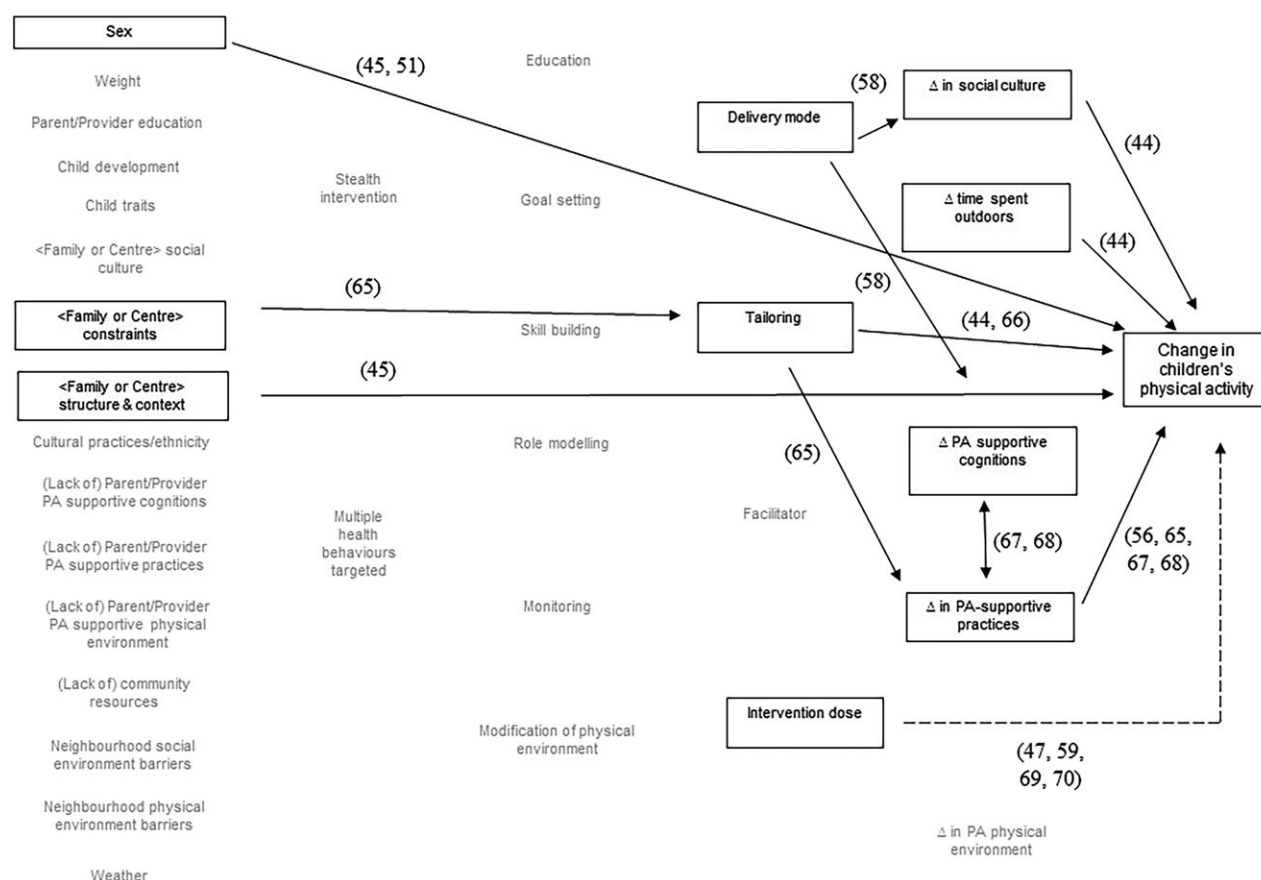 Sex
Weight
Parent/Provider education
Child development
Child traits
<Family or Centre> social
culture
<Family or Centre>
constraints
<Family or Centre>
structure & context
Cultural practices/ethnicity
(Lack of) Parent/Provider
PA supportive cognitions
(Lack of) Parent/Provider
PA supportive practices
(Lack of) Parent/Provider
PA supportive physical
environment
(Lack of) community
resources
Neighbourhood social
environment barriers
Neighbourhood physical
environment barriers
Weather
(45, 51)
Stealth
intervention
(65)
(45)
Multiple
health
behaviours
targeted
Education
Goal setting
Skill building
Role modelling
Monitoring
Modification of physical
environment
Delivery mode
(58)
(58)
Tailoring
(44, 66)
(65)
Facilitator
Intervention dose
Δ in social culture
(44)
Δ time spent
outdoors
(44)
Δ PA supportive
cognitions
(67, 68)
Δ in PA-supportive
practices
(56, 65,
67, 68)
(47, 59,
69, 70)
Δ in PA physical
environment
Change in
children's
physical activity